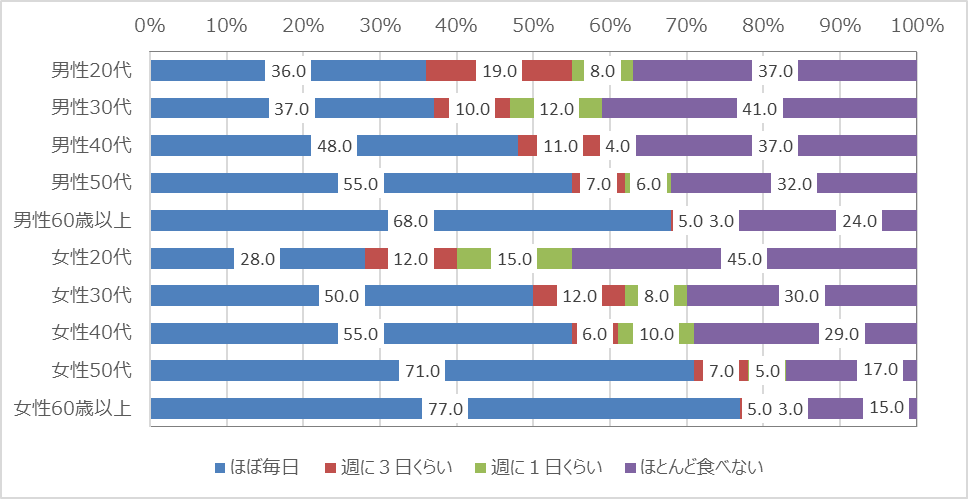 0% 10% 20% 30% 40% 50% 60% 70% 80% 90% 100%
男性20代 36.0 19.0 8.0 37.0
男性30代 37.0 10.0 12.0 41.0
男性40代 48.0 11.0 4.0 37.0
男性50代 55.0 7.0 6.0 32.0
男性60歳以上 68.0 5.0 3.0 24.0
女性20代 28.0 12.0 15.0 45.0
女性30代 50.0 12.0 8.0 30.0
女性40代 55.0 6.0 10.0 29.0
女性50代 71.0 7.0 5.0 17.0
女性60歳以上 77.0 5.0 3.0 15.0
ほぼ毎日 週に３日くらい 週に１日くらい ほとんど食べない